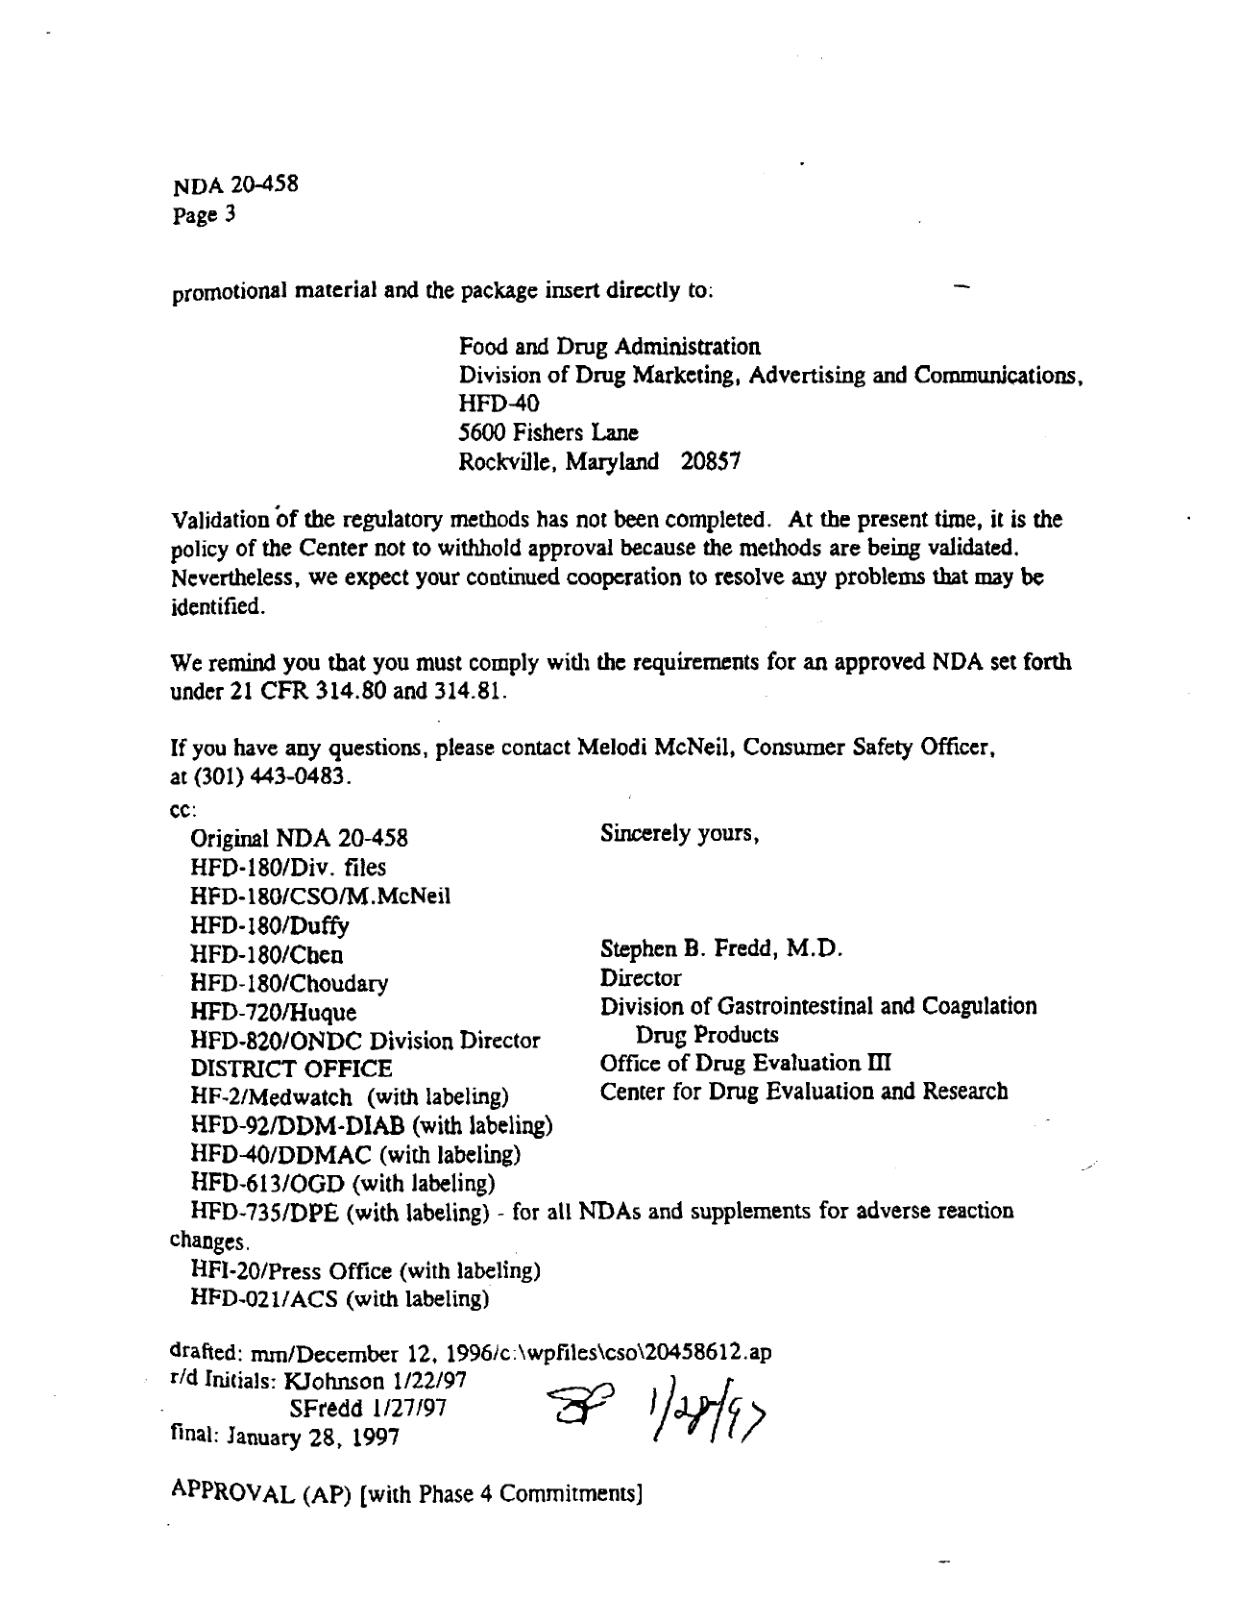 NDA 20-458
Page 3
promotional material and the package insert directly to:
Food and Drug Administration
Division of Drug Marketing, Advertising and Communications,
HFD-40
5600 Fishers Lane
Rockville, Maryland 20857
Validation of the regulatory methods has not been completed. At the present time, it is the
policy of the Center not to withhold approval because the methods are being validated.
Nevertheless, we expect your continued cooperation to resolve any problems that may be
identified.
We remind you that you must comply with the requirements for an approved NDA set forth
under 21 CFR 314.80 and 314.81.
If you have any questions, please contact Melodi McNeil, Consumer Safety Officer,
at (301) 443-0483.
cc:
Original NDA 20-458
HFD-180/Div. files
HFD-180/CSO/M.McNeil
HFD-180/Duffy
HFD-180/Chen
HFD-180/Choudary
HFD-720/Huque
HFD-820/ONDC Division Director
DISTRICT OFFICE
HF-2/Medwatch (with labeling)
HFD-92/DDM-DIAB (with labeling)
HFD-40/DDMAC (with labeling)
HFD-613/OGD (with labeling)
HFD-735/DPE (with labeling) - for all NDAs and supplements for adverse reaction
changes.
HFI-20/Press Office (with labeling)
HFD-021/ACS (with labeling)
Sincerely yours,
Stephen B. Fredd, M.D.
Director
Division of Gastrointestinal and Coagulation
Drug Products
Office of Drug Evaluation III
Center for Drug Evaluation and Research
drafted: mm/December 12, 1996/c:\wpfiles\cso\20458612.ap
r/d Initials: KJohnson 1/22/97
SFredd 1/27/97
final: January 28, 1997
1/28/97
APPROVAL (AP) [with Phase 4 Commitments]